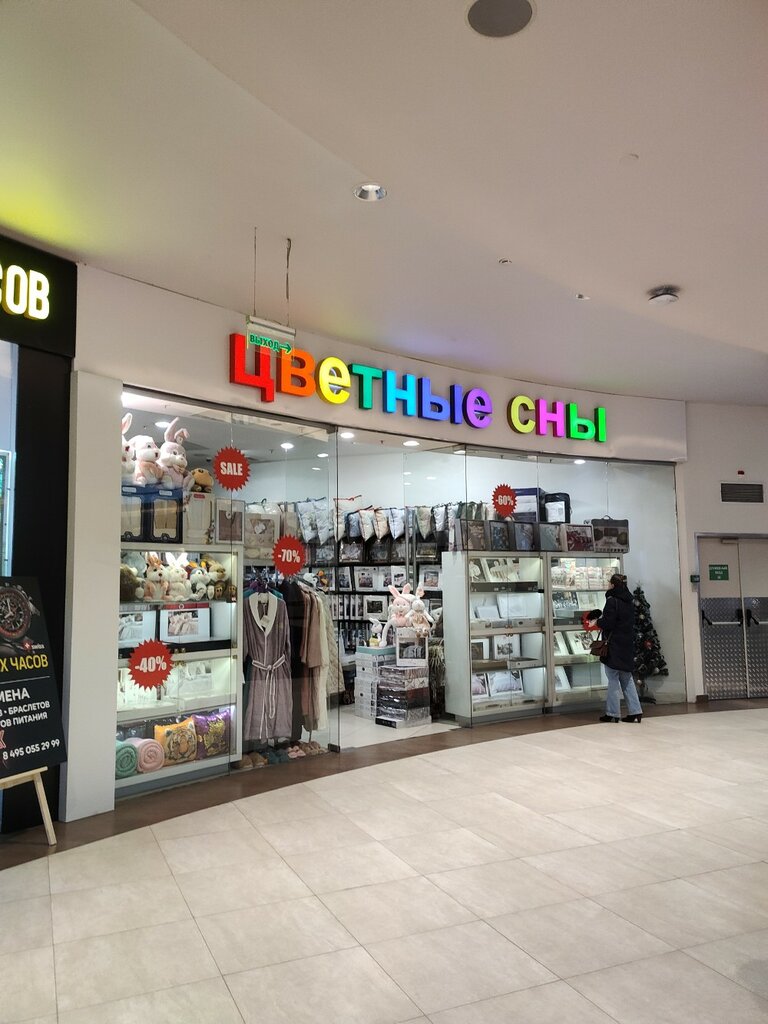 СОВ
ВЫХОД→
цветные сны
SALE
-60%
-70%
-40%
Х ЧАСОВ
МЕНА
• БРАСЛЕТОВ
ОВ ПИТАНИЯ
8 495 055 29 99